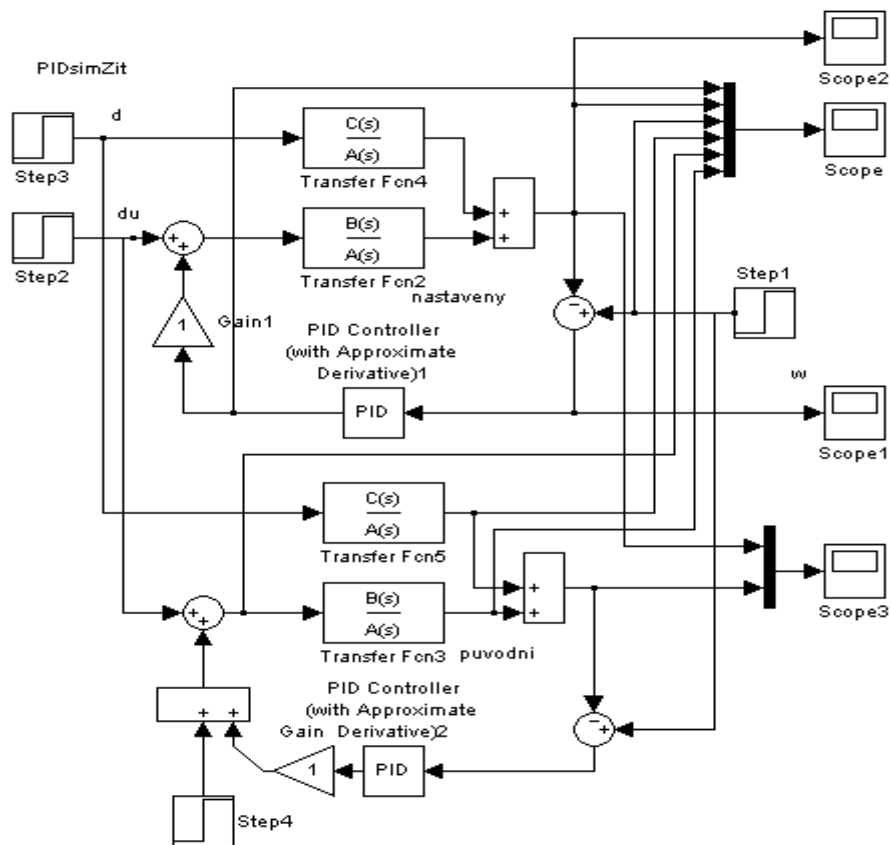 PIDsimZit
Scope2
d
C(s)
A(s)
Step3
Transfer Fcn4
Scope
+
+
du
B(s)
A(s)
+
+
Step2
Transfer Fcn2
nastaveny
Step1
1
Gain1
−
+
PID Controller
(with Approximate
Derivative)1
w
PID
Scope1
C(s)
A(s)
Transfer Fcn5
+
+
Scope3
+
+
B(s)
A(s)
Transfer Fcn3
puvodni
PID Controller
(with Approximate
Gain Derivative)2
+ +
−
+
1
PID
Step4